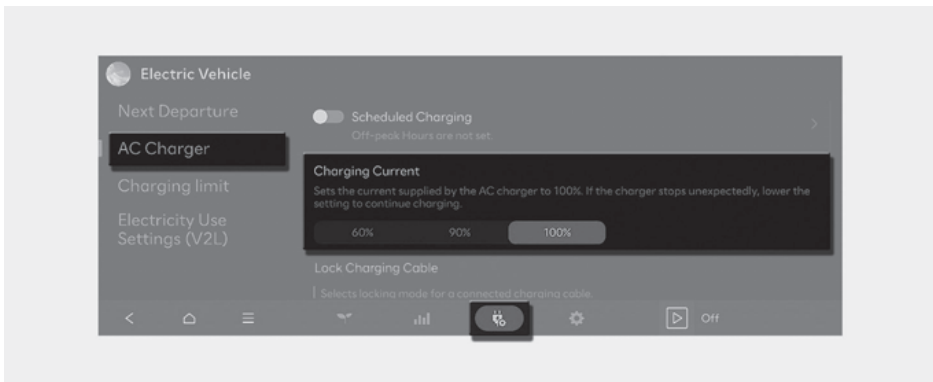 Electric Vehicle
Next Departure
AC Charger
Charging limit
Electricity Use
Settings (V2L)
Scheduled Charging
Off-peak Hours are not set.
Charging Current
Sets the current supplied by the AC charger to 100%. If the charger stops unexpectedly, lower the
setting to continue charging.
60% 90% 100%
Lock Charging Cable
Selects locking mode for a connected charging cable.
Off